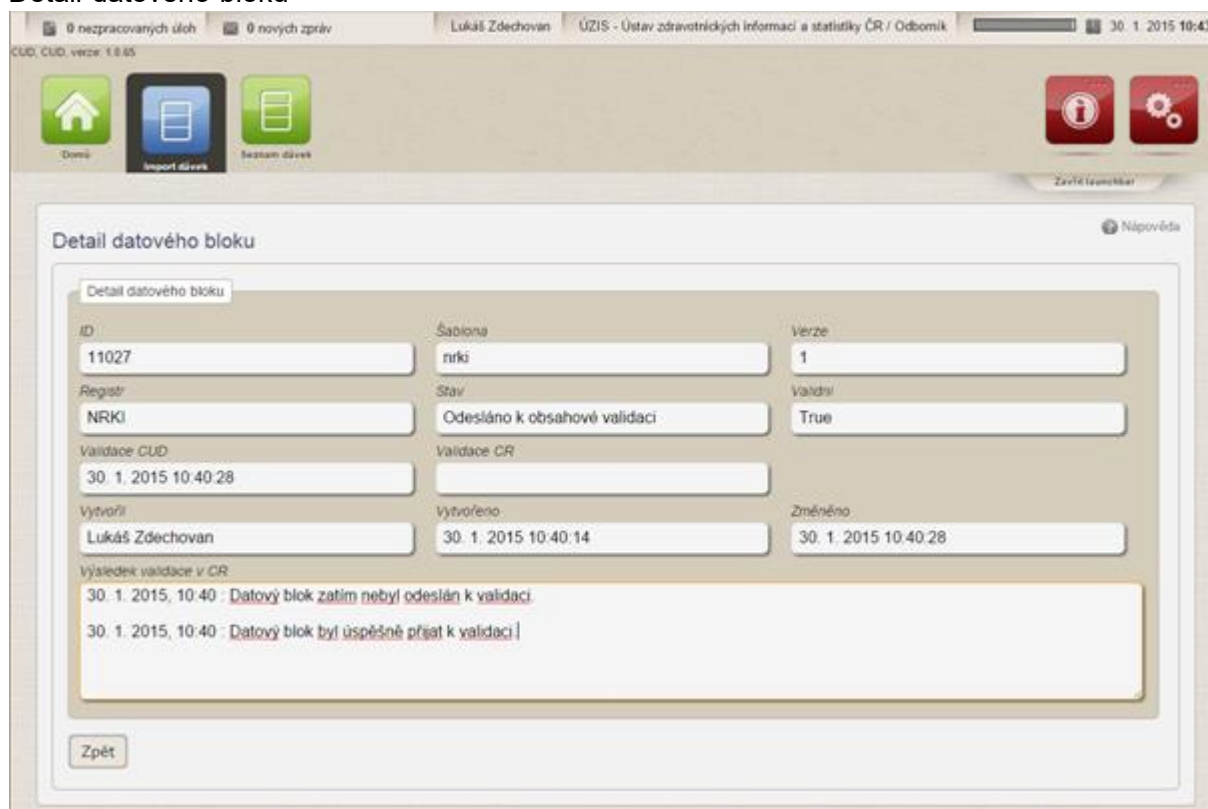 Detail datového bloku
0 nezpracovaných úloh 0 nových zpráv Lukáš Zdechovan ÚZIS - Ústav zdravotnických informací a statistiky ČR / Odborník 30. 1. 2015 10:43
CUD, CUD, verze: 1.0.65
Domů Import dávek Seznam dávek
Zavřít launchbar
Nápověda
Detail datového bloku
Detail datového bloku
ID Šablona Verze
11027 nrki 1
Registr Stav Validní
NRKI Odesláno k obsahové validaci True
Validace CUD Validace CR
30. 1. 2015 10:40:28
Vytvořil Vytvořeno Změněno
Lukáš Zdechovan 30. 1. 2015 10:40:14 30. 1. 2015 10:40:28
Výsledek validace v CR
30. 1. 2015, 10:40 : Datový blok zatím nebyl odeslán k validaci.
30. 1. 2015, 10:40 : Datový blok byl úspěšně přijat k validaci.
Zpět